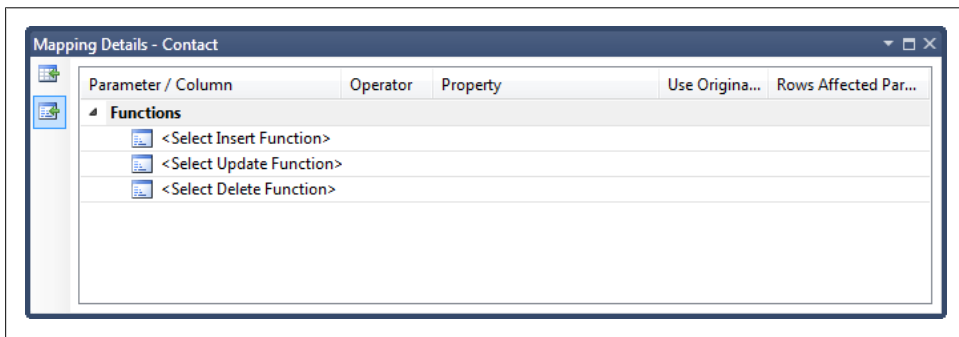 Mapping Details - Contact
Parameter / Column Operator Property Use Origina... Rows Affected Par...
Functions
<Select Insert Function>
<Select Update Function>
<Select Delete Function>